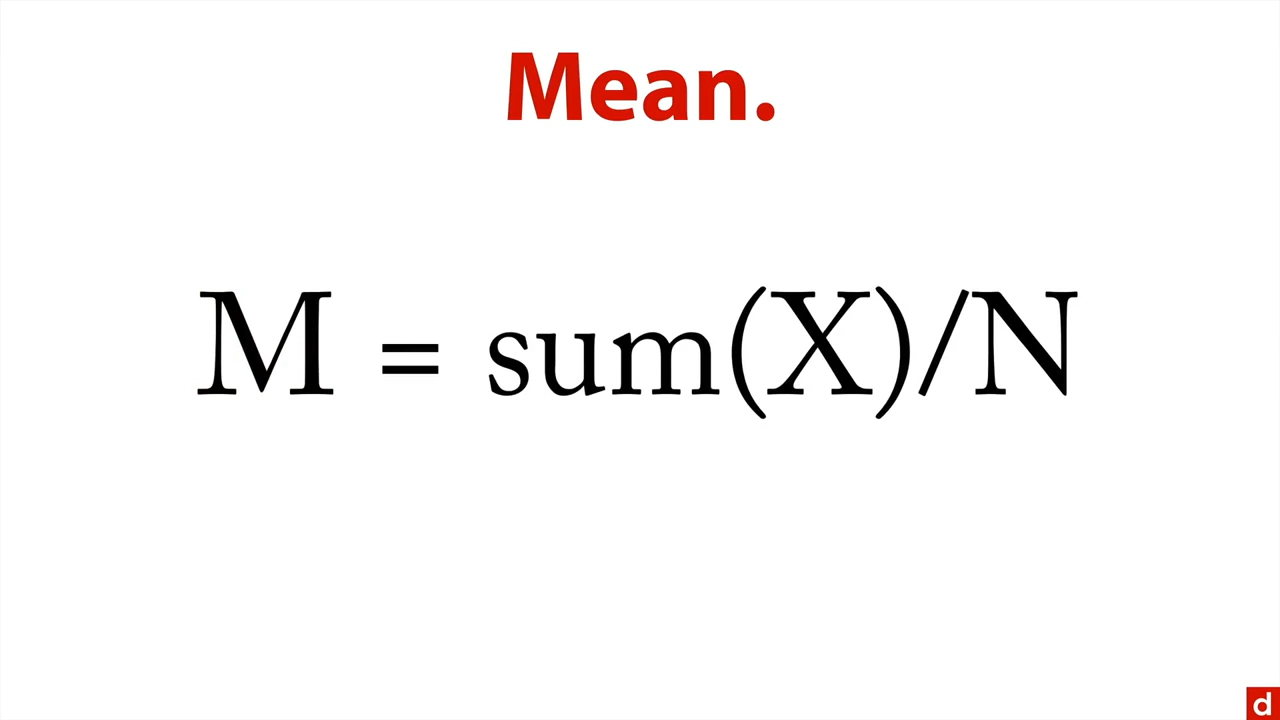 Mean.
M = sum(X)/N
d